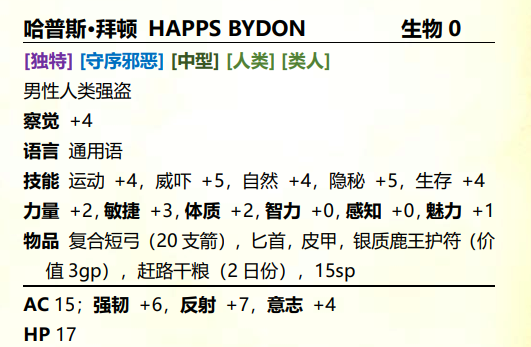 哈普斯•拜顿 HAPPS BYDON 生物 0
[独特] [守序邪恶] [中型] [人类] [类人]
男性人类强盗
察觉 +4
语言 通用语
技能 运动 +4，威吓 +5，自然 +4，隐秘 +5，生存 +4
力量 +2, 敏捷 +3, 体质 +2, 智力 +0, 感知 +0, 魅力 +1
物品 复合短弓（20 支箭），匕首，皮甲，银质鹿王护符（价
值 3gp），赶路干粮（2 日份），15sp
AC 15；强韧 +6，反射 +7，意志 +4
HP 17